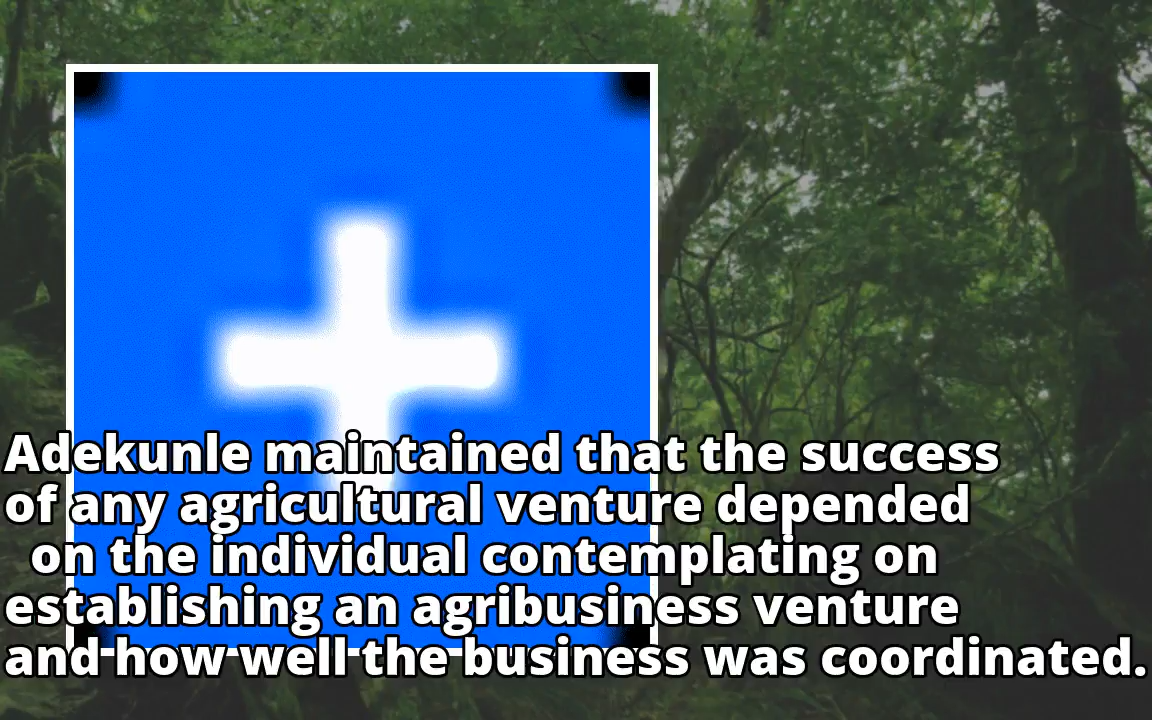 Adekunle maintained that the success
of any agricultural venture depended
on the individual contemplating on
establishing an agribusiness venture
and how well the business was coordinated.